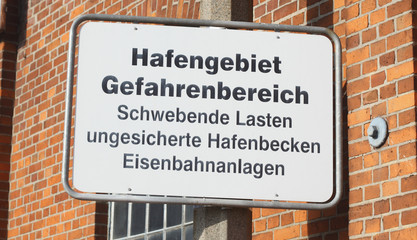 Hafengebiet
Gefahrenbereich
Schwebende Lasten
ungesicherte Hafenbecken
Eisenbahnanlagen